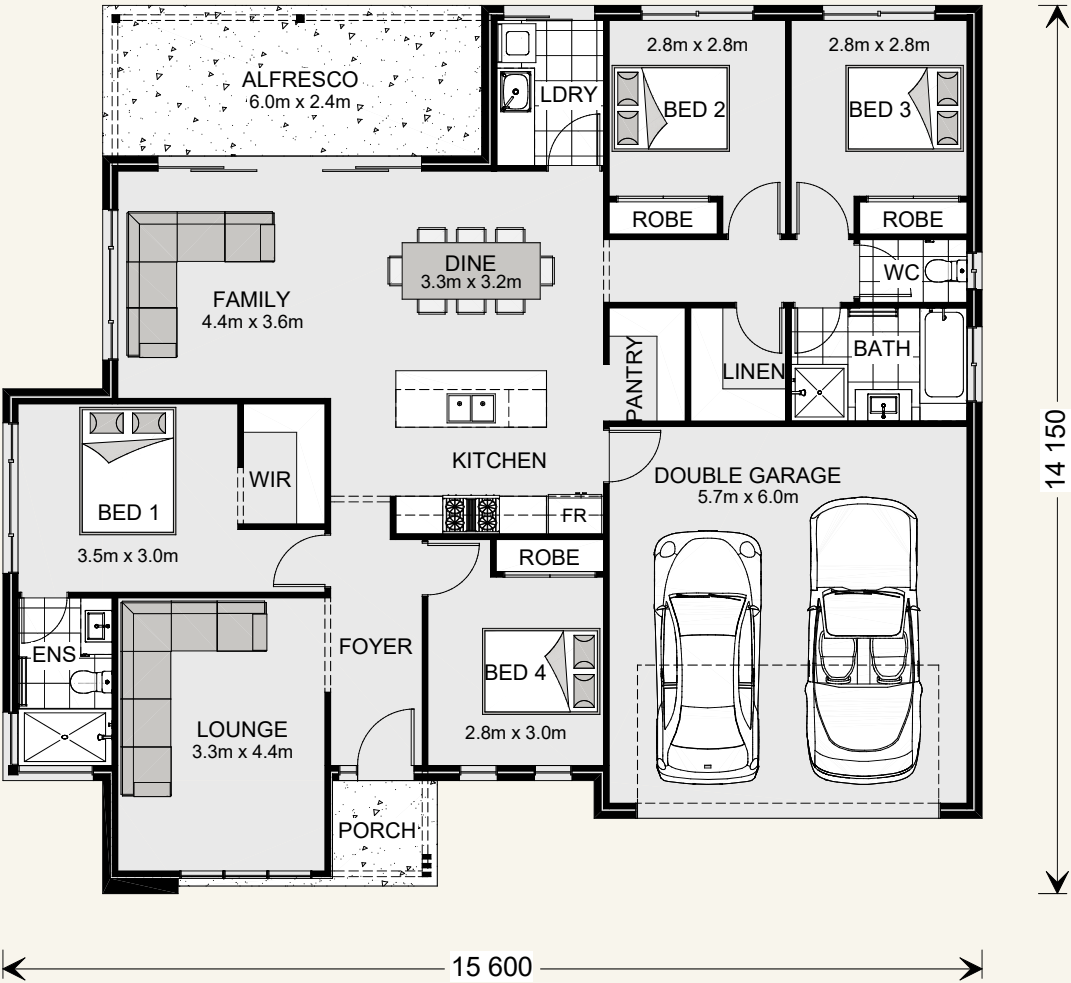 ALFRESCO
6.0m x 2.4m
LDRY
2.8m x 2.8m
BED 2
2.8m x 2.8m
BED 3
ROBE
ROBE
DINE
3.3m x 3.2m
FAMILY
4.4m x 3.6m
WC
PANTRY
LINEN
BATH
KITCHEN
FR
WIR
BED 1
3.5m x 3.0m
DOUBLE GARAGE
5.7m x 6.0m
ROBE
ENS
FOYER
BED 4
2.8m x 3.0m
LOUNGE
3.3m x 4.4m
PORCH
14 150
15 600